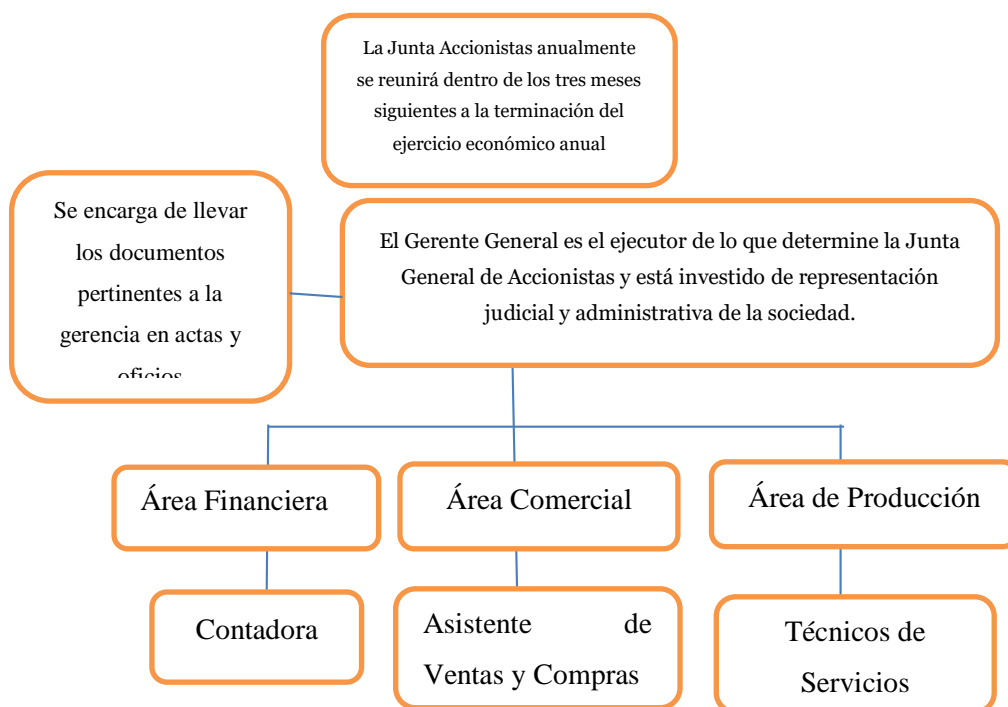 La Junta Accionistas anualmente
se reunirá dentro de los tres meses
siguientes a la terminación del
ejercicio económico anual
Se encarga de llevar
los documentos
pertinentes a la
gerencia en actas y
oficios
El Gerente General es el ejecutor de lo que determine la Junta
General de Accionistas y está investido de representación
judicial y administrativa de la sociedad.
Área Financiera
Área Comercial
Área de Producción
Contadora
Asistente de
Ventas y Compras
Técnicos de
Servicios